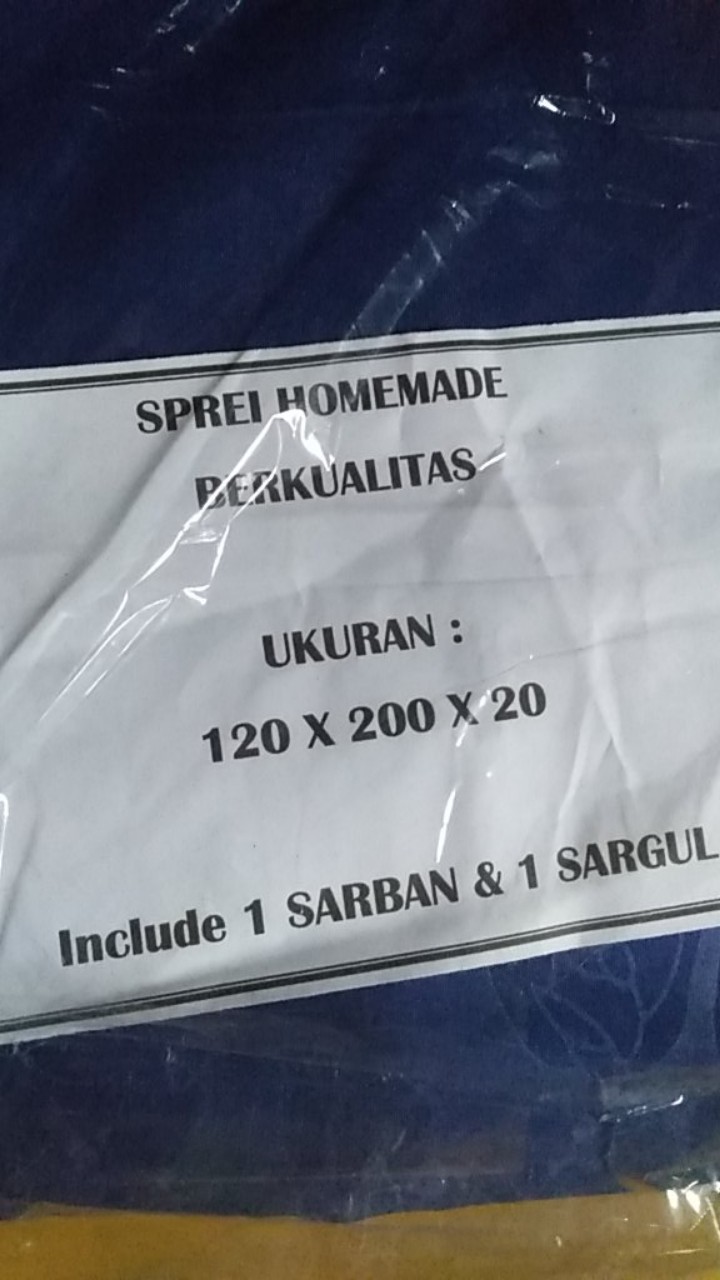 SPREI HOMEMADE
BERKUALITAS
UKURAN :
120 X 200 X 20
Include 1 SARBAN & 1 SARGUL